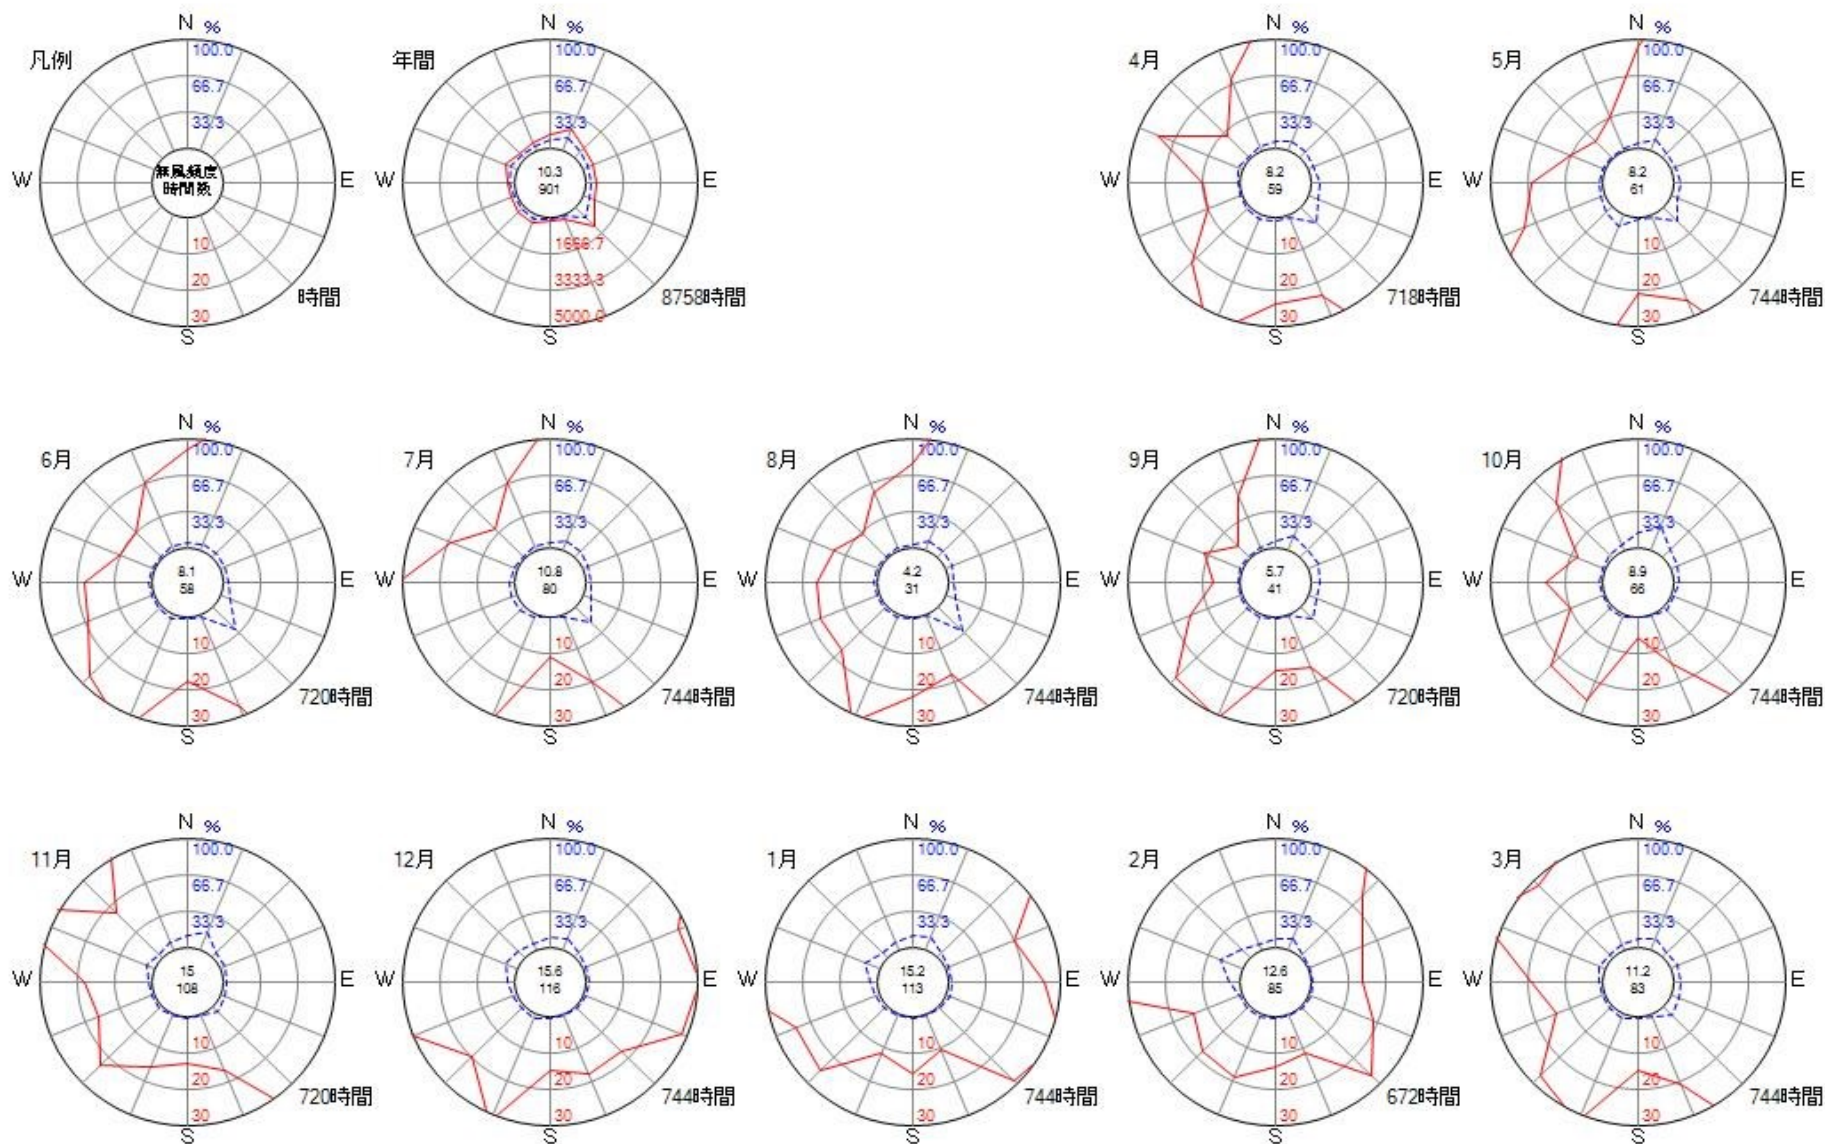 凡例
N %
100.0
66.7
33.3
W
無風頻度
時間数
E
10
20
30
時間
S
年間
N %
100.0
66.7
33.3
W
10.3
901
E
1666.7
3333.3
5000.0
8758時間
S
4月
N %
100.0
66.7
33.3
W
8.2
59
E
10
20
30
718時間
S
5月
N %
100.0
66.7
33.3
W
8.2
61
E
10
20
30
744時間
S
6月
N %
100.0
66.7
33.3
W
8.1
58
E
10
20
30
720時間
S
7月
N %
100.0
66.7
33.3
W
10.8
80
E
10
20
30
744時間
S
8月
N %
100.0
66.7
33.3
W
4.2
31
E
10
20
30
744時間
S
9月
N %
100.0
66.7
33.3
W
5.7
41
E
10
20
30
720時間
S
10月
N %
100.0
66.7
33.3
W
8.9
66
E
10
20
30
744時間
S
11月
N %
100.0
66.7
33.3
W
15
108
E
10
20
30
720時間
S
12月
N %
100.0
66.7
33.3
W
15.6
116
E
10
20
30
744時間
S
1月
N %
100.0
66.7
33.3
W
15.2
113
E
10
20
30
744時間
S
2月
N %
100.0
66.7
33.3
W
12.6
85
E
10
20
30
672時間
S
3月
N %
100.0
66.7
33.3
W
11.2
83
E
10
20
30
744時間
S